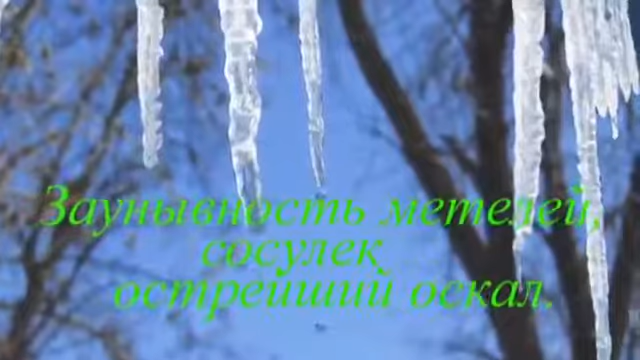 Заунывность метелей,
сосулек
острейший оскал.